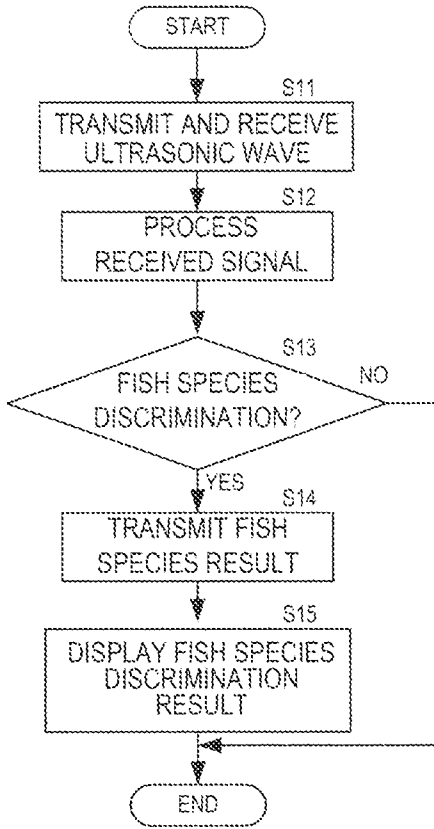 START
S11
TRANSMIT AND RECEIVE
ULTRASONIC WAVE
S12
PROCESS
RECEIVED SIGNAL
S13
FISH SPECIES
DISCRIMINATION?
NO
YES
S14
TRANSMIT FISH
SPECIES RESULT
S15
DISPLAY FISH SPECIES
DISCRIMINATION
RESULT
END